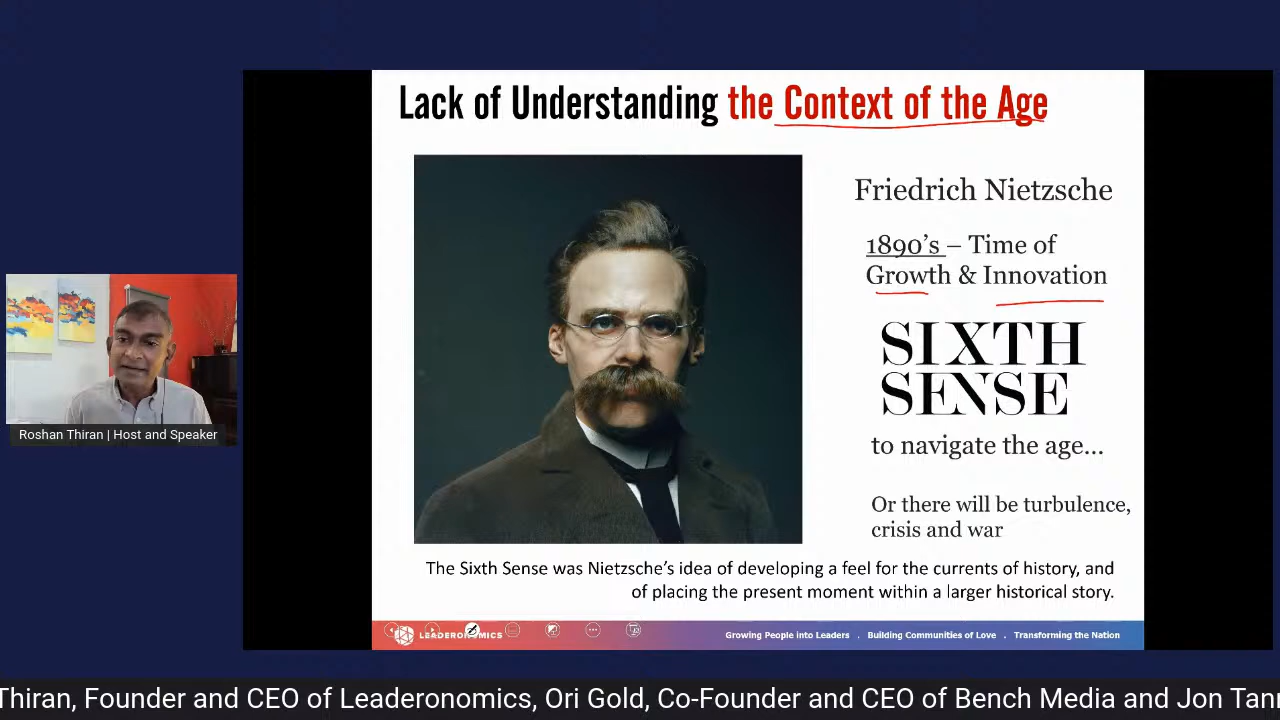 Lack of Understanding the Context of the Age
Friedrich Nietzsche
1890's – Time of
Growth & Innovation
SIXTH
SENSE
to navigate the age...
Or there will be turbulence,
crisis and war
The Sixth Sense was Nietzsche's idea of developing a feel for the currents of history, and
of placing the present moment within a larger historical story.
Roshan Thiran | Host and Speaker
LEADERONOMICS
Growing People into Leaders . Building Communities of Love . Transforming the Nation
Thiran, Founder and CEO of Leaderonomics, Ori Gold, Co-Founder and CEO of Bench Media and Jon